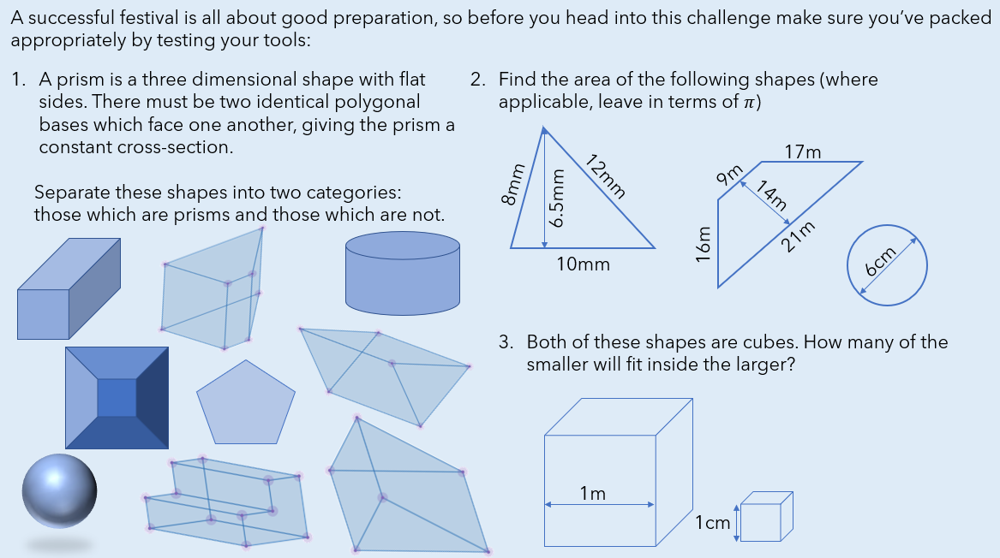 A successful festival is all about good preparation, so before you head into this challenge make sure you've packed
appropriately by testing your tools:
1. A prism is a three dimensional shape with flat
sides. There must be two identical polygonal
bases which face one another, giving the prism a
constant cross-section.
Separate these shapes into two categories:
those which are prisms and those which are not.
2. Find the area of the following shapes (where
applicable, leave in terms of π)
8mm
6.5mm
12mm
10mm
17m
9m
14m
16m
21m
6cm
3. Both of these shapes are cubes. How many of the
smaller will fit inside the larger?
1m
1cm